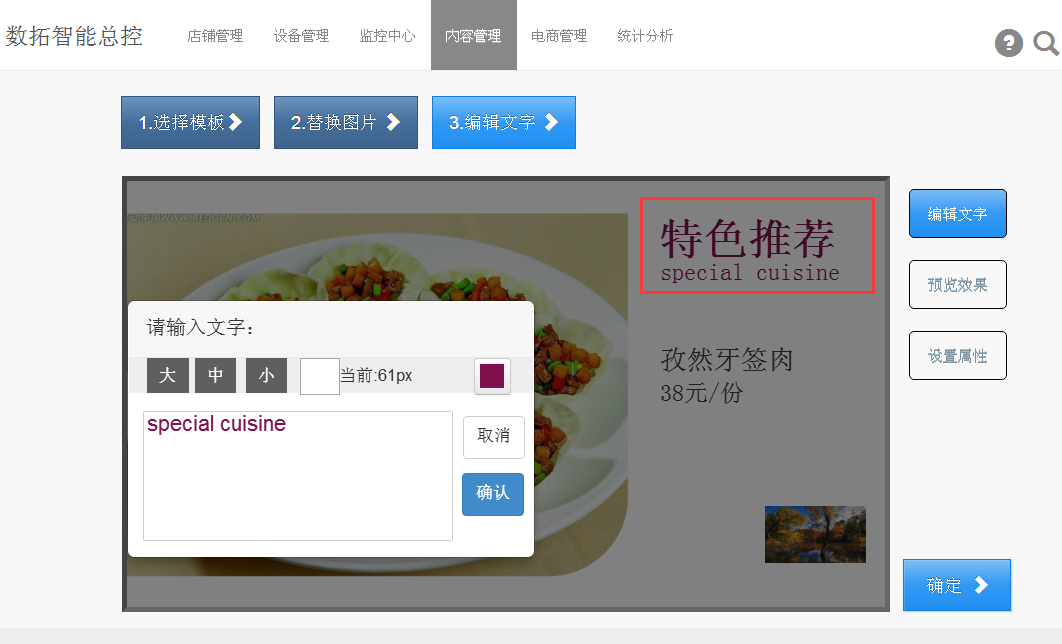 数拓智能总控
店铺管理 设备管理 监控中心 内容管理 电商管理 统计分析
1.选择模板
2.替换图片
3.编辑文字
WWW.REDOCN.COM
特色推荐
special cuisine
孜然牙签肉
38元/份
请输入文字：
大 中 小 当前:61px
special cuisine
取消
确认
编辑文字
预览效果
设置属性
确定